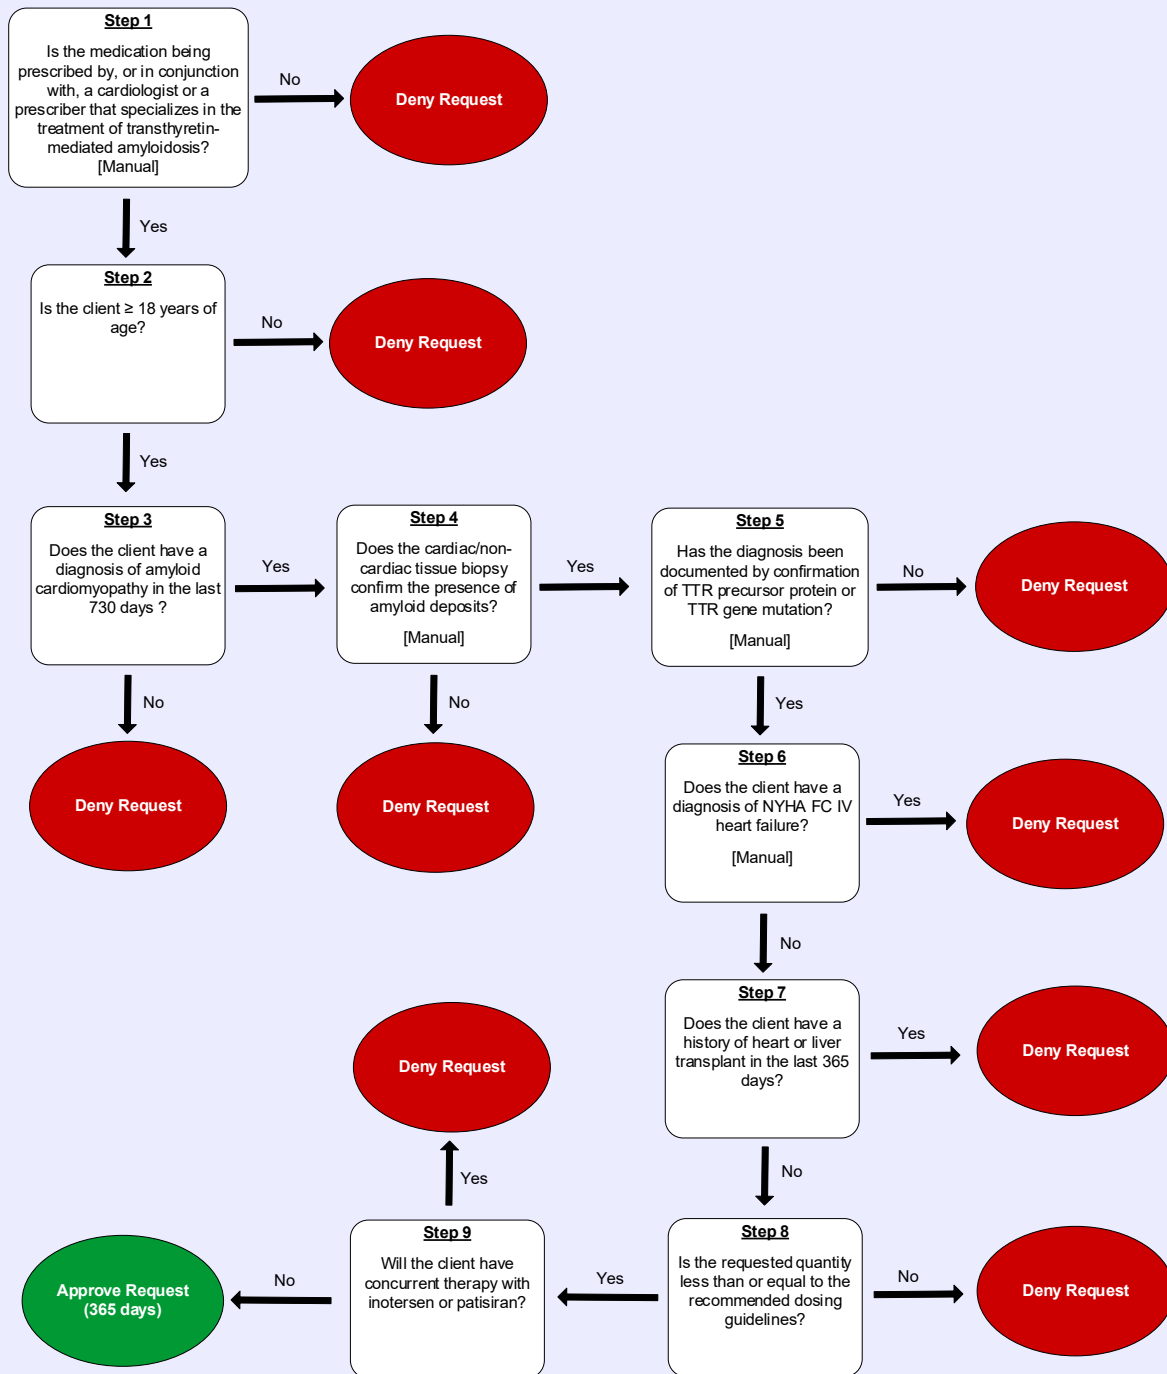 Step 1
Is the medication being
prescribed by, or in conjunction
with, a cardiologist or a
prescriber that specializes in the
treatment of transthyretin-
mediated amyloidosis?
[Manual]
No
Deny Request
Yes
Step 2
Is the client ≥ 18 years of
age?
No
Deny Request
Yes
Step 3
Does the client have a
diagnosis of amyloid
cardiomyopathy in the last
730 days ?
Yes
No
Deny Request
Step 4
Does the cardiac/non-
cardiac tissue biopsy
confirm the presence of
amyloid deposits?
[Manual]
Yes
No
Deny Request
Step 5
Has the diagnosis been
documented by confirmation
of TTR precursor protein or
TTR gene mutation?
[Manual]
No
Deny Request
Yes
Step 6
Does the client have a
diagnosis of NYHA FC IV
heart failure?
[Manual]
Yes
Deny Request
No
Step 7
Does the client have a
history of heart or liver
transplant in the last 365
days?
Yes
Deny Request
No
Step 8
Is the requested quantity
less than or equal to the
recommended dosing
guidelines?
No
Deny Request
Yes
Step 9
Will the client have
concurrent therapy with
inotersen or patisiran?
Yes
Deny Request
No
Approve Request
(365 days)